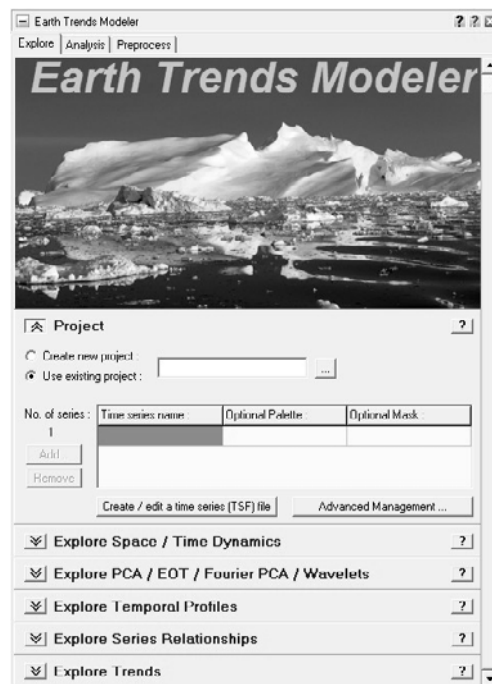 Earth Trends Modeler
Explore Analysis Preprocess
Earth Trends Modeler
Project
Create new project :
Use existing project :
...
No. of series : Time series name : Optional Palette : Optional Mask :
1
Add...
Remove
Create / edit a time series (TSF) file Advanced Management ...
Explore Space / Time Dynamics ?
Explore PCA / EOT / Fourier PCA / Wavelets ?
Explore Temporal Profiles ?
Explore Series Relationships ?
Explore Trends ?